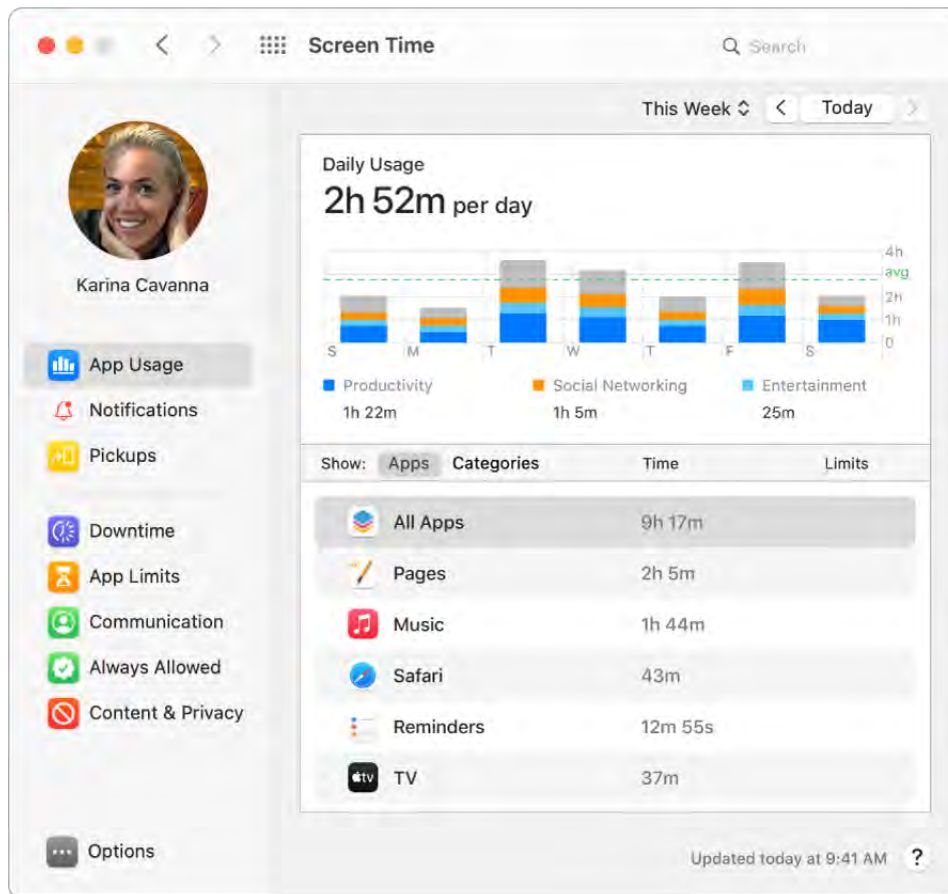 Screen Time
Search
This Week
Today
Karina Cavanna
App Usage
Notifications
Pickups
Downtime
App Limits
Communication
Always Allowed
Content & Privacy
Options
Daily Usage
2h 52m per day
4h
avg
2h
1h
0
S M T W T F S
Productivity Social Networking Entertainment
1h 22m 1h 5m 25m
Show: Apps Categories Time Limits
All Apps 9h 17m
Pages 2h 5m
Music 1h 44m
Safari 43m
Reminders 12m 55s
tv TV 37m
Updated today at 9:41 AM ?